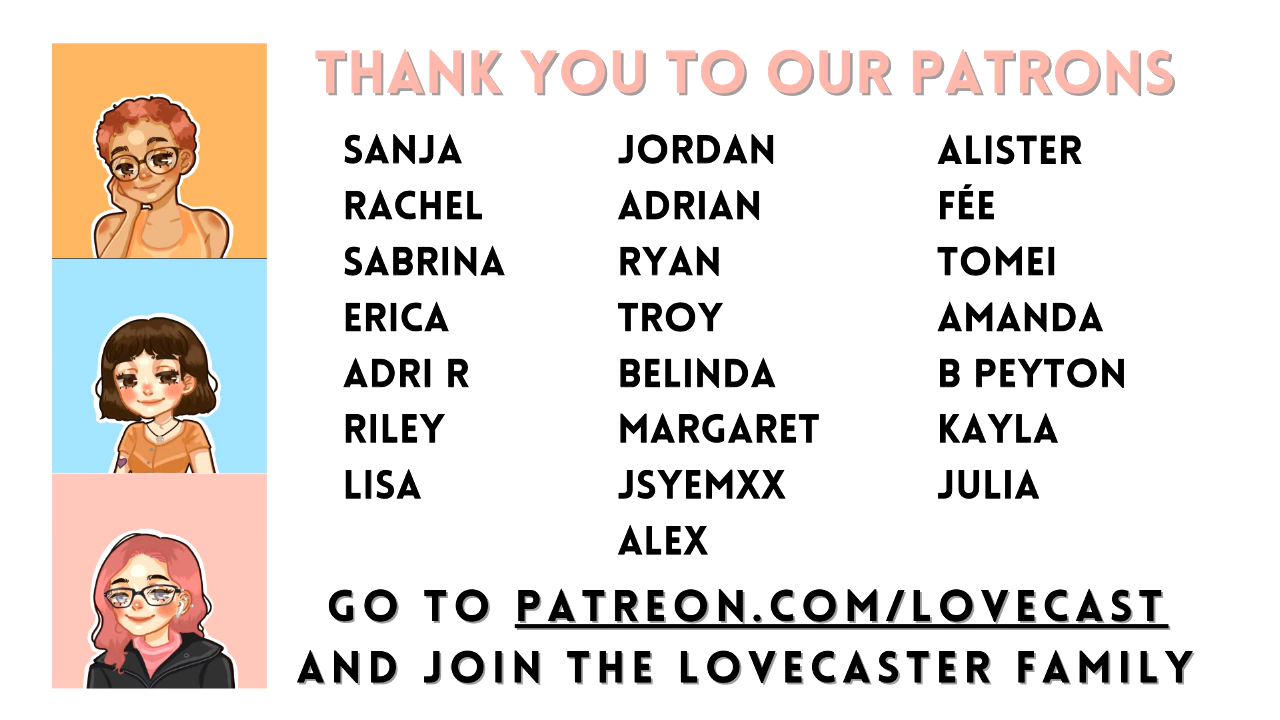 THANK YOU TO OUR PATRONS
SANJA
RACHEL
SABRINA
ERICA
ADRI R
RILEY
LISA
JORDAN
ADRIAN
RYAN
TROY
BELINDA
MARGARET
JSYEMXX
ALEX
ALISTER
FÉE
TOMEI
AMANDA
B PEYTON
KAYLA
JULIA
GO TO PATREON.COM/LOVECAST
AND JOIN THE LOVECASTER FAMILY